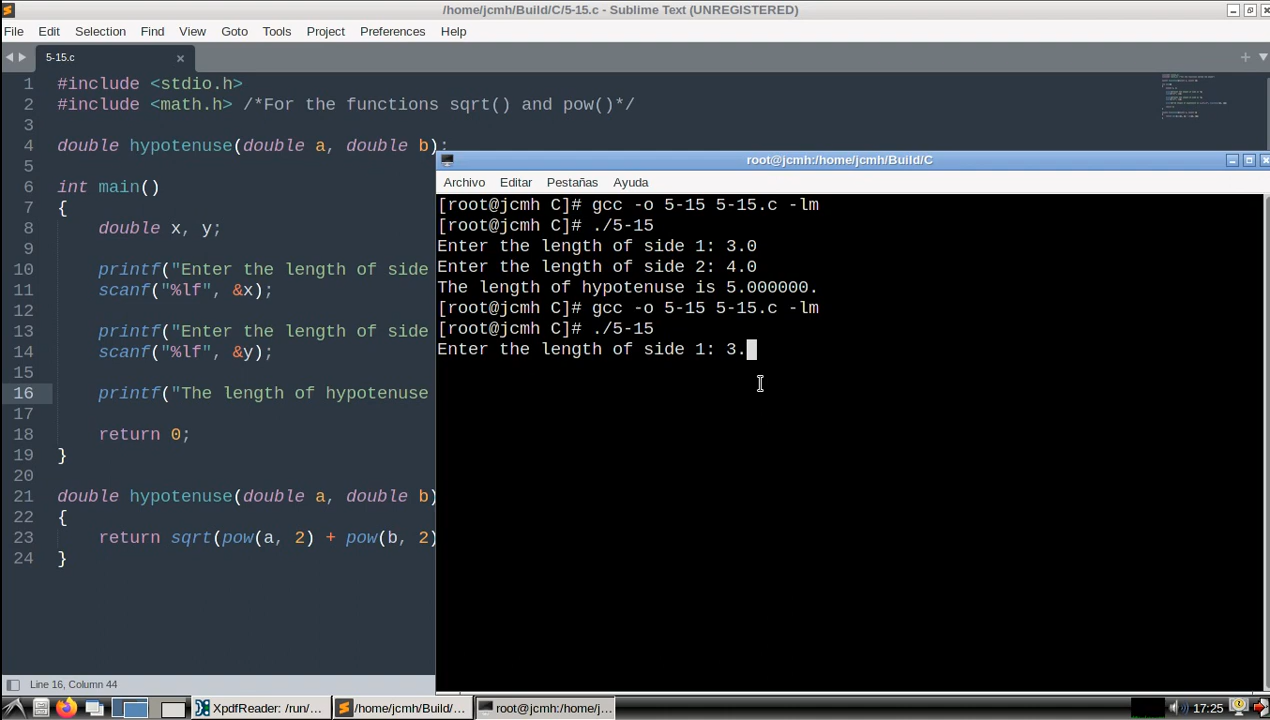 /home/jcmh/Build/C/5-15.c - Sublime Text (UNREGISTERED)
File Edit Selection Find View Goto Tools Project Preferences Help
5-15.c
1 #include <stdio.h>
2 #include <math.h> /*For the functions sqrt() and pow()*/
3
4 double hypotenuse(double a, double b);
5
6 int main()
7 {
8 double x, y;
9
10 printf("Enter the length of side
11 scanf("%lf", &x);
12
13 printf("Enter the length of side
14 scanf("%lf", &y);
15
16 printf("The length of hypotenuse
17
18 return 0;
19 }
20
21 double hypotenuse(double a, double b)
22 {
23 return sqrt(pow(a, 2) + pow(b, 2)
24 }
Line 16, Column 44
root@jcmh:/home/jcmh/Build/C
Archivo Editar Pestañas Ayuda
[root@jcmh C]# gcc -o 5-15 5-15.c -lm
[root@jcmh C]# ./5-15
Enter the length of side 1: 3.0
Enter the length of side 2: 4.0
The length of hypotenuse is 5.000000.
[root@jcmh C]# gcc -o 5-15 5-15.c -lm
[root@jcmh C]# ./5-15
Enter the length of side 1: 3.
XpdfReader: /run/... /home/jcmh/Build/... root@jcmh:/home/j... 17:25